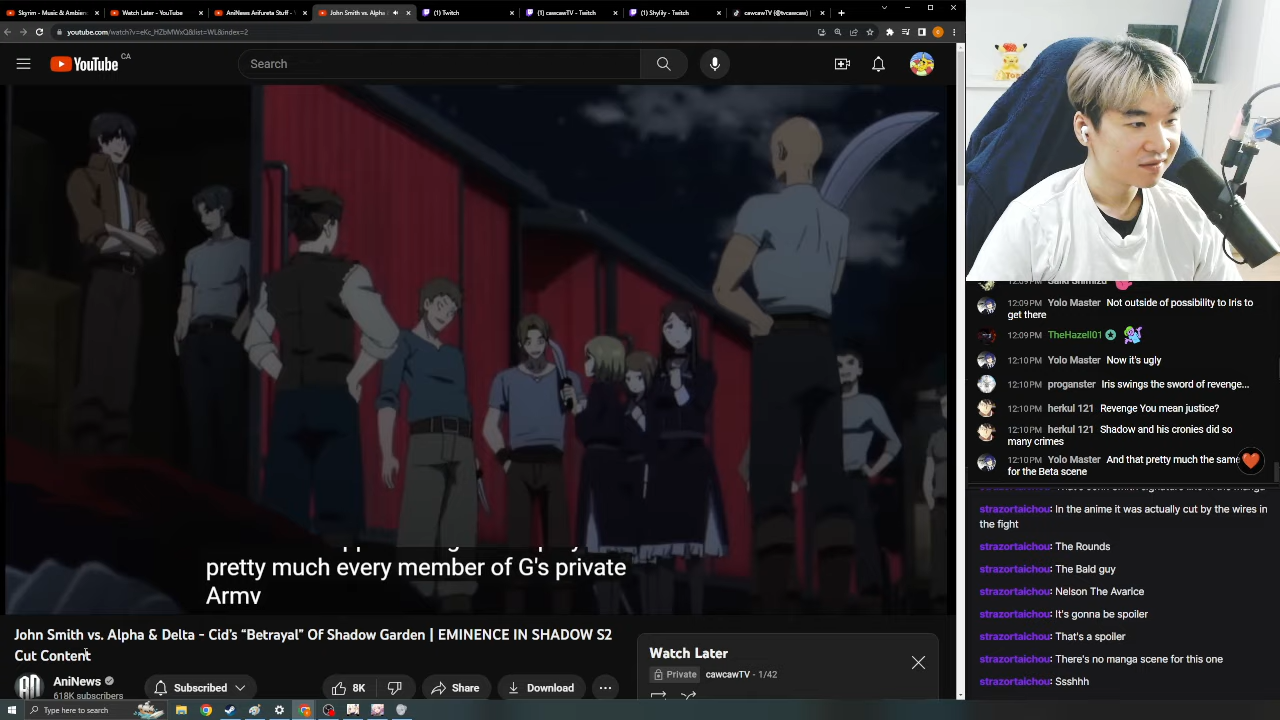 Slgrim - Music & Ambien
Watch Later - YouTube
AniNews Arifureta Stuff -
John Smith vs. Alpha &
(1) Twitch
(1) cawcawTV - Twitch
(1) Shylily - Twitch
cawcawTV (@tvcawcaw) |
youtube.com/watch?v=eKc_HZbMWxQ&list=WL&index=2
YouTube CA
Search
12:09PM Yolo Master Not outside of possibility to Iris to
get there
12:09PM TheHazell01
12:10PM Yolo Master Now it's ugly
12:10PM proganster Iris swings the sword of revenge...
12:10PM herkul 121 Revenge You mean justice?
12:10PM herkul 121 Shadow and his cronies did so
many crimes
12:10PM Yolo Master And that pretty much the same
for the Beta scene
strazortaichou: In the anime it was actually cut by the wires in
the fight
strazortaichou: The Rounds
strazortaichou: The Bald guy
strazortaichou: Nelson The Avarice
strazortaichou: It's gonna be spoiler
strazortaichou: That's a spoiler
strazortaichou: There's no manga scene for this one
strazortaichou: Sssshhh
pretty much every member of G's private
Army
John Smith vs. Alpha & Delta - Cid's "Betrayal" Of Shadow Garden | EMINENCE IN SHADOW S2
Cut Content
AniNews
618K subscribers
Subscribed
8K
Share
Download
Watch Later
Private cawcawTV - 1/42
Type here to search